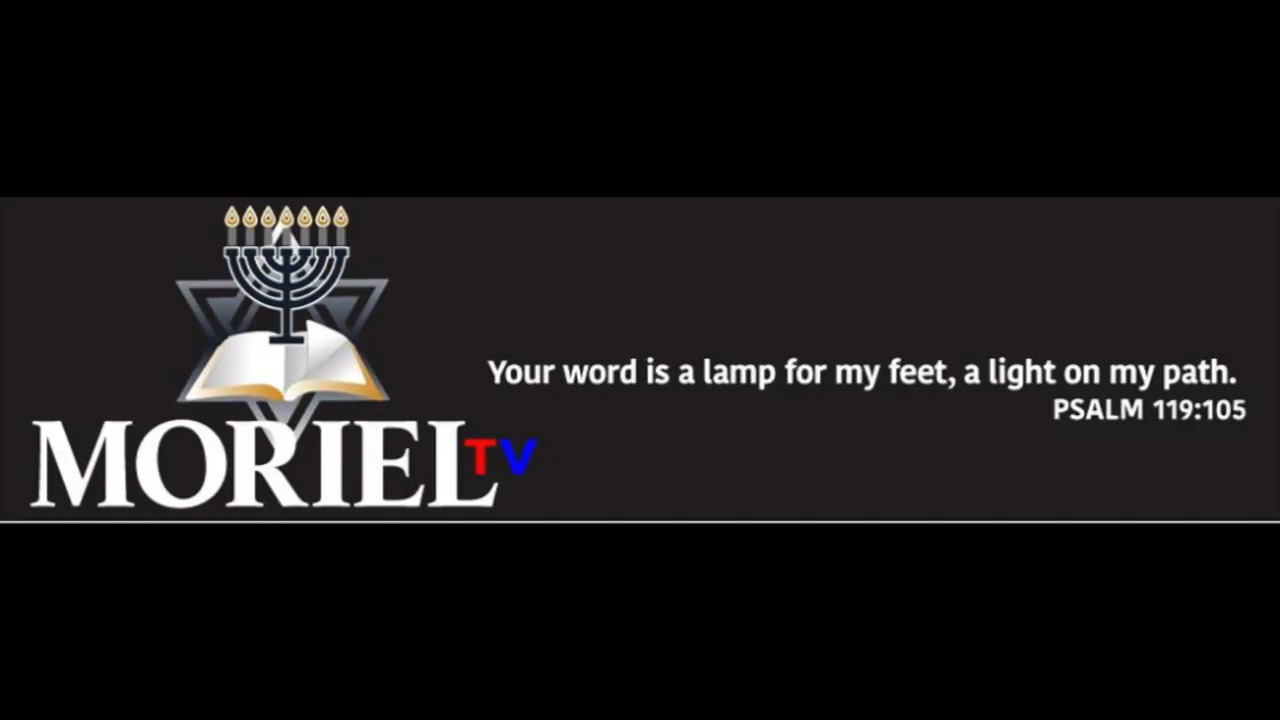 Your word is a lamp for my feet, a light on my path.
PSALM 119:105
MORIEL TV